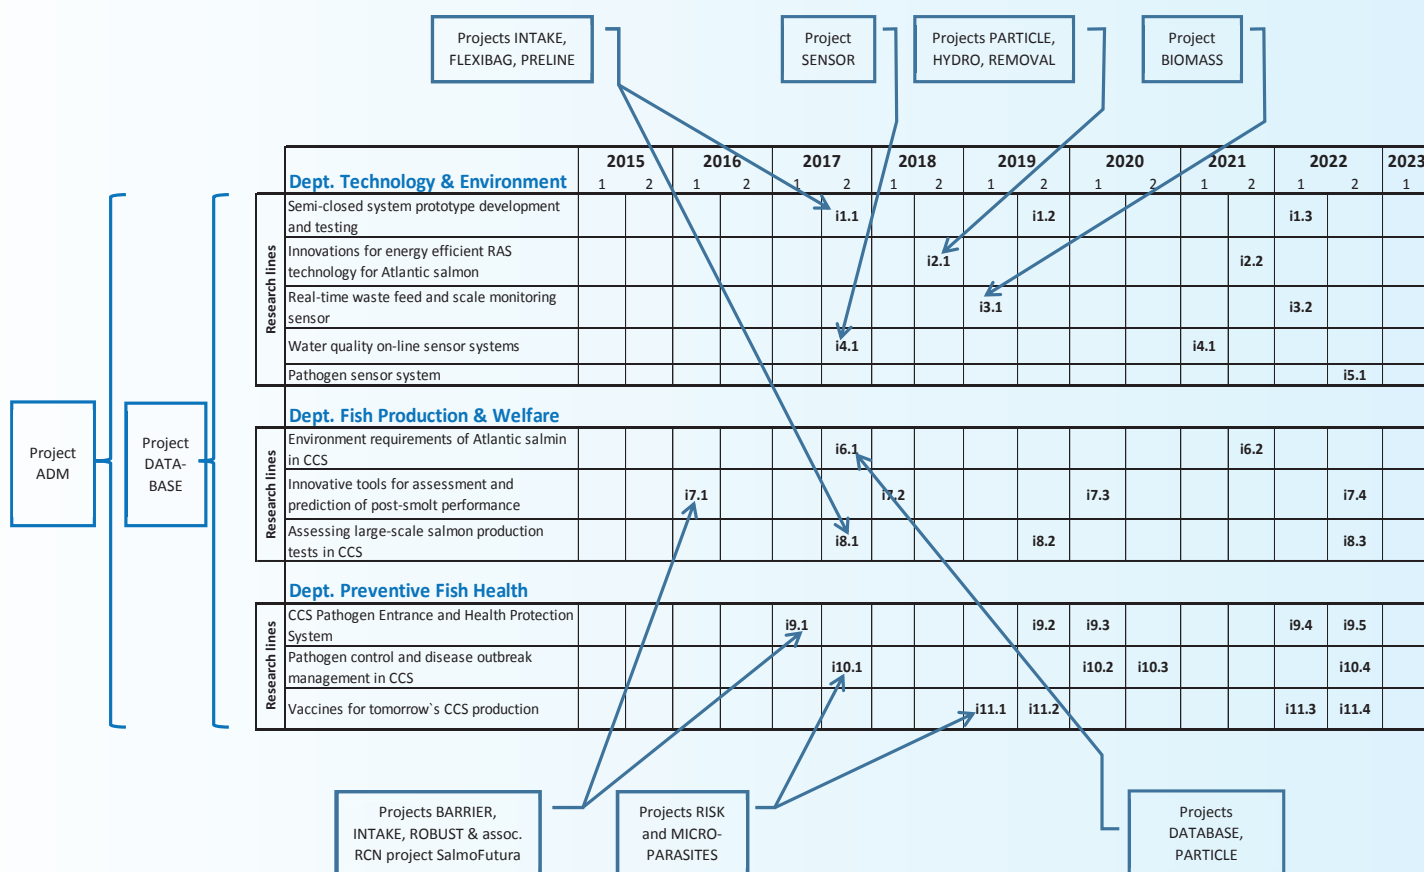 Projects INTAKE,
FLEXIBAG, PRELINE
Project
SENSOR
Projects PARTICLE,
HYDRO, REMOVAL
Project
BIOMASS
2015 2016 2017 2018 2019 2020 2021 2022 2023
Dept. Technology & Environment 1 2 1 2 1 2 1 2 1 2 1 2 1 2 1 2 1
Research lines
Semi-closed system prototype development
and testing
i1.1 i1.2 i1.3
Innovations for energy efficient RAS
technology for Atlantic salmon
i2.1 i2.2
Real-time waste feed and scale monitoring
sensor
i3.1 i3.2
Water quality on-line sensor systems i4.1 i4.1
Pathogen sensor system i5.1
Project
ADM
Project
DATA-
BASE
Dept. Fish Production & Welfare
Research lines
Environment requirements of Atlantic salmin
in CCS
i6.1 i6.2
Innovative tools for assessment and
prediction of post-smolt performance
i7.1 i7.2 i7.3 i7.4
Assessing large-scale salmon production
tests in CCS
i8.1 i8.2 i8.3
Dept. Preventive Fish Health
Research lines
CCS Pathogen Entrance and Health Protection
System
i9.1 i9.2 i9.3 i9.4 i9.5
Pathogen control and disease outbreak
management in CCS
i10.1 i10.2 i10.3 i10.4
Vaccines for tomorrow`s CCS production i11.1 i11.2 i11.3 i11.4
Projects BARRIER,
INTAKE, ROBUST & assoc.
RCN project SalmoFutura
Projects RISK
and MICRO-
PARASITES
Projects
DATABASE,
PARTICLE